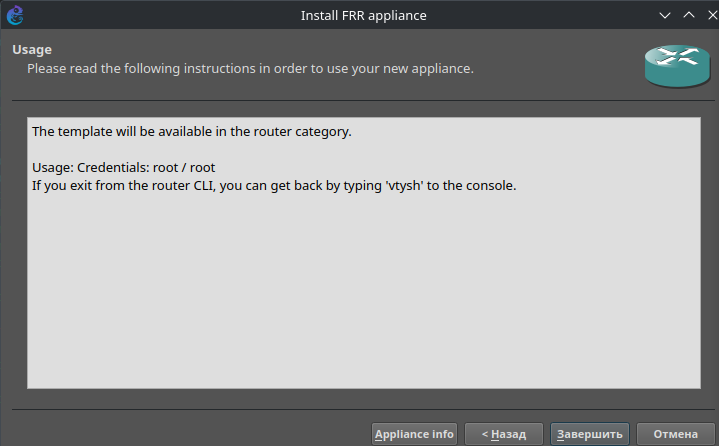 Install FRR appliance
Usage
Please read the following instructions in order to use your new appliance.
The template will be available in the router category.
Usage: Credentials: root / root
If you exit from the router CLI, you can get back by typing 'vtysh' to the console.
Appliance info
< Назад
Завершить
Отмена